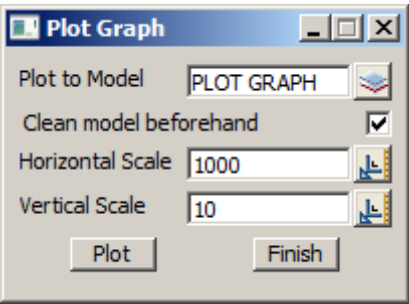 Plot Graph
Plot to Model PLOT GRAPH
Clean model beforehand
Horizontal Scale 1000
Vertical Scale 10
Plot Finish